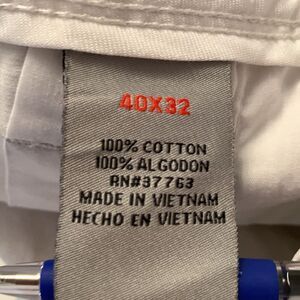 40X32
100% COTTON
100% ALGODON
RN#37763
MADE IN VIETNAM
HECHO EN VIETNAM